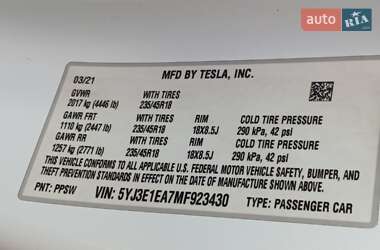 auto RIA.com
03/21 MFD BY TESLA, INC.
GVWR WITH TIRES
2017 kg (4446 lb) 235/45R18
GAWR FRT WITH TIRES RIM COLD TIRE PRESSURE
1110 kg (2447 lb) 235/45R18 18X8.5J 290 kPa, 42 psi
GAWR RR WITH TIRES RIM COLD TIRE PRESSURE
1257 kg (2771 lb) 235/45R18 18X8.5J 290 kPa, 42 psi
THIS VEHICLE CONFORMS TO ALL APPLICABLE U.S. FEDERAL MOTOR VEHICLE SAFETY, BUMPER, AND
THEFT PREVENTION STANDARDS IN EFFECT ON THE DATE OF MANUFACTURE SHOWN ABOVE.
PNT: PPSW VIN: 5YJ3E1EA7MF923430 TYPE: PASSENGER CAR